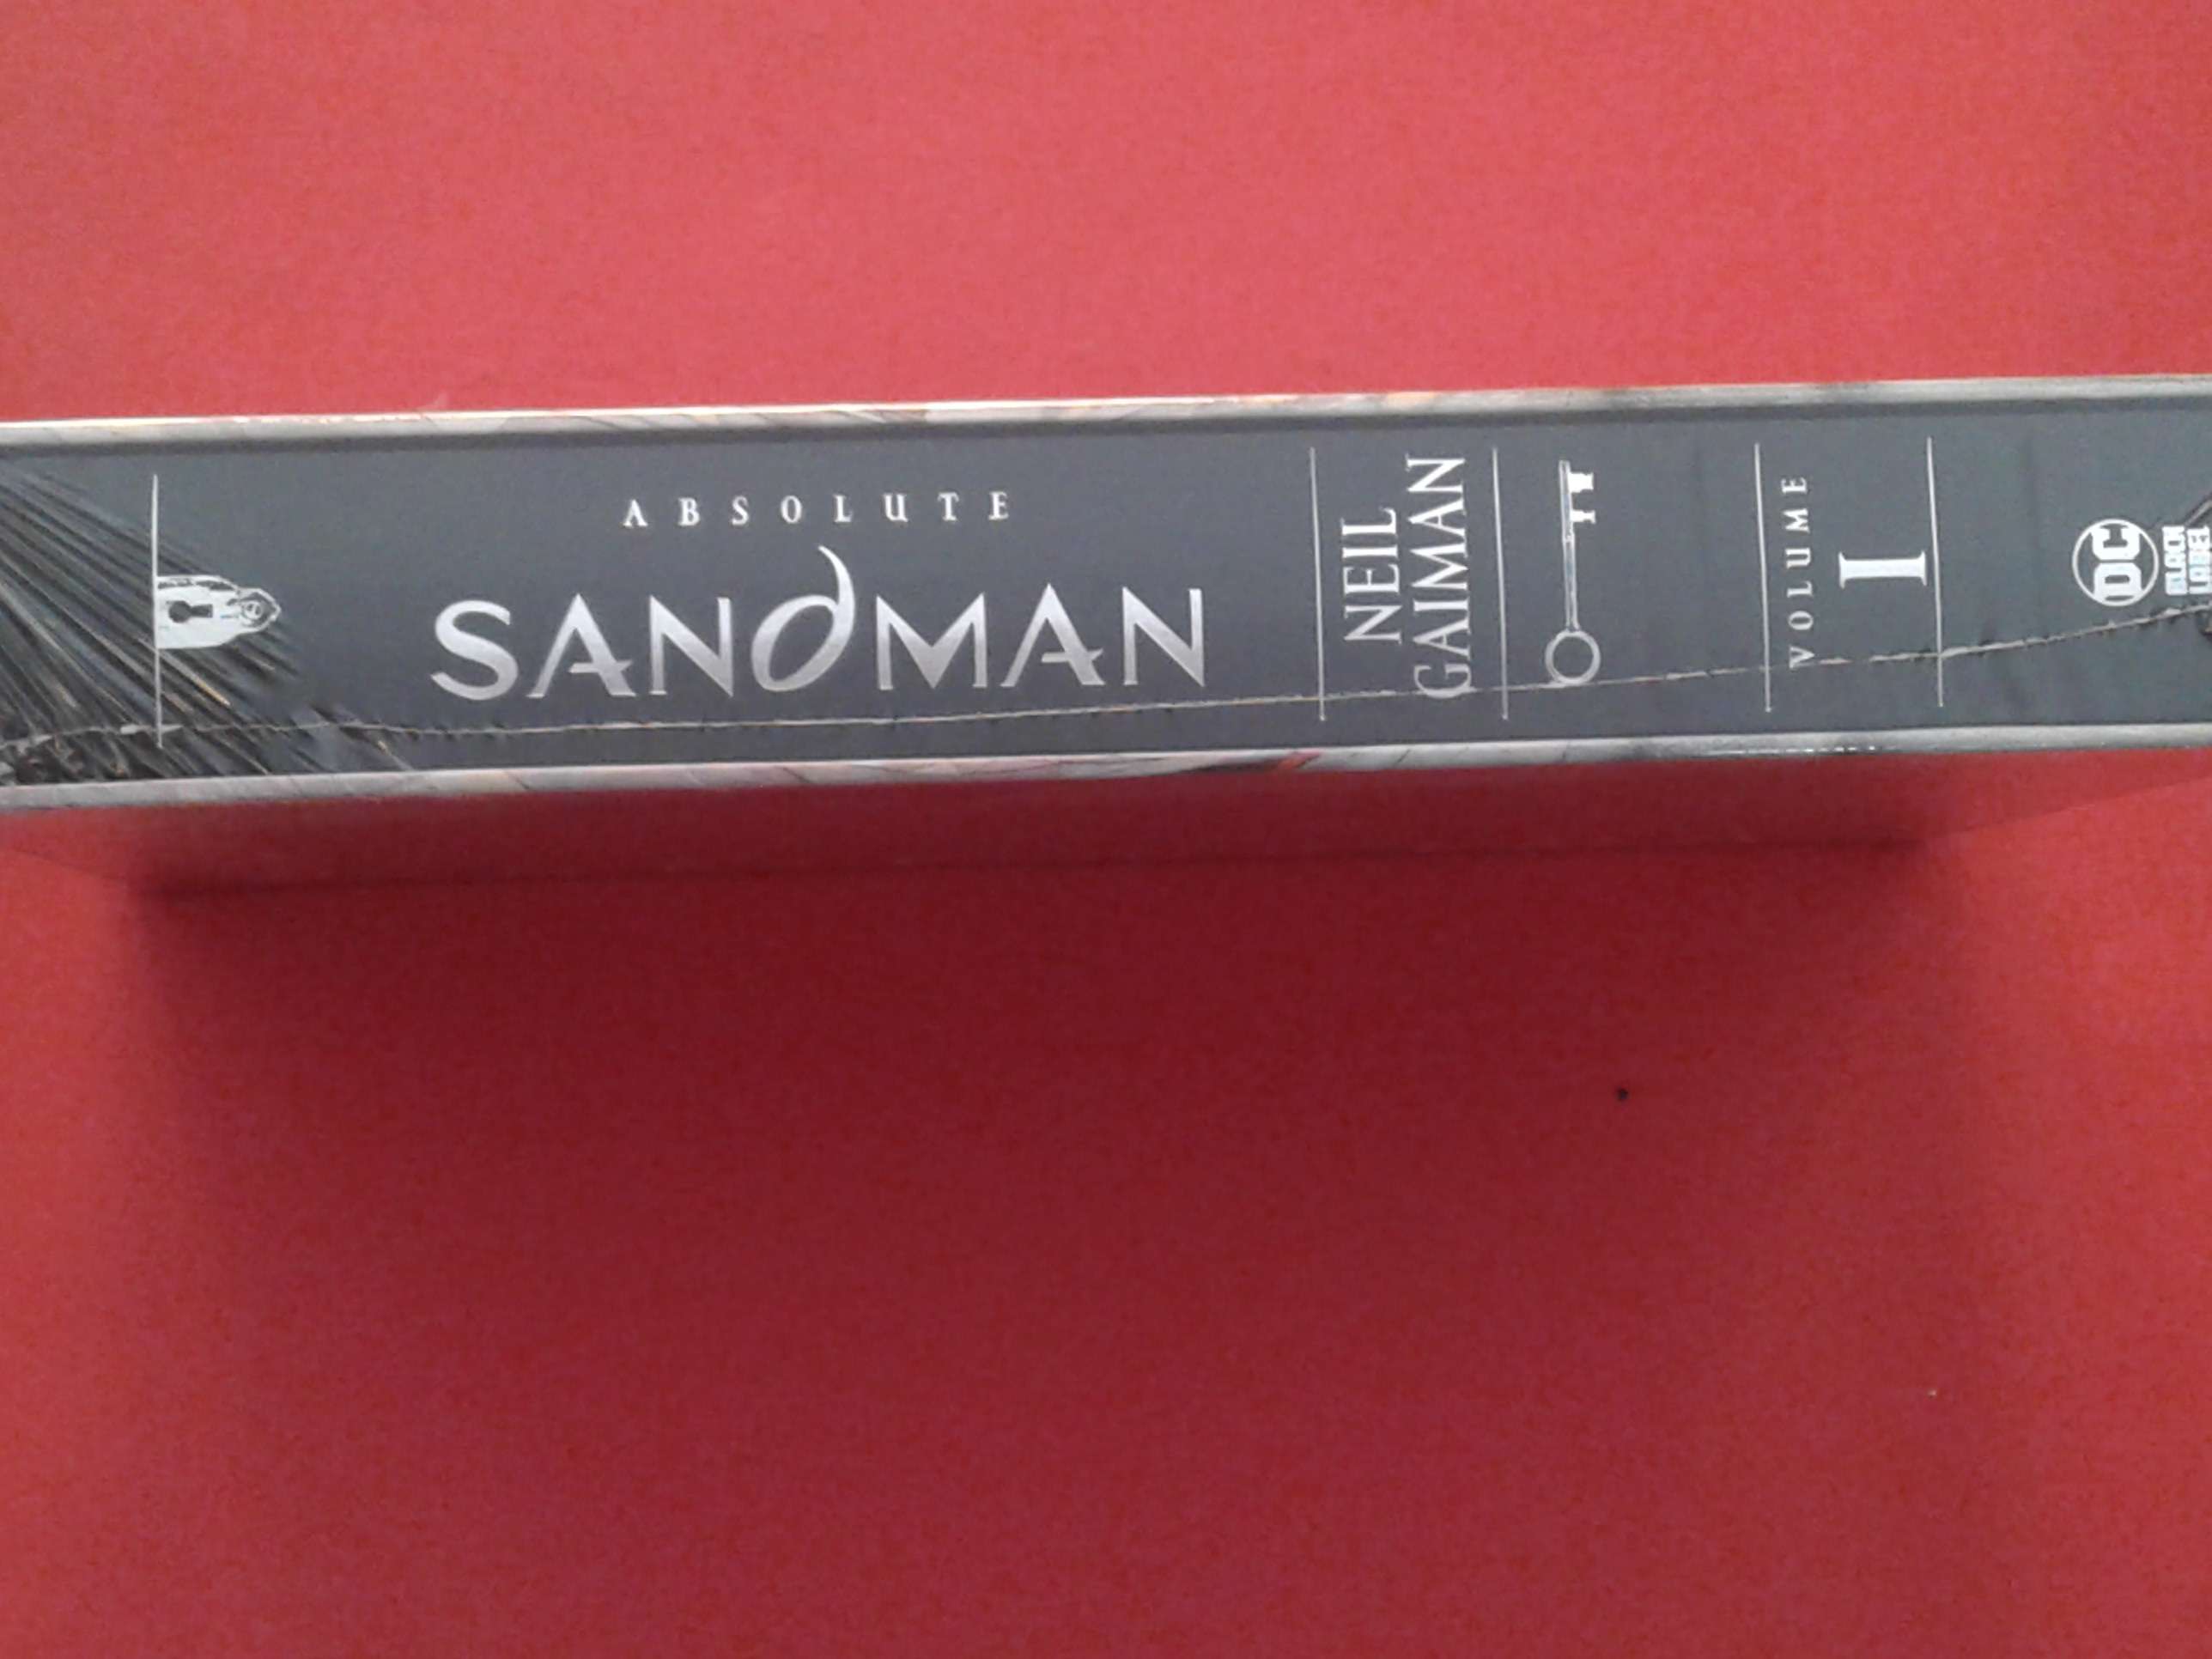 ABSOLUTE
SANDMAN
NEIL
GAIMAN
VOLUME
I
DC
BLACK
LABEL